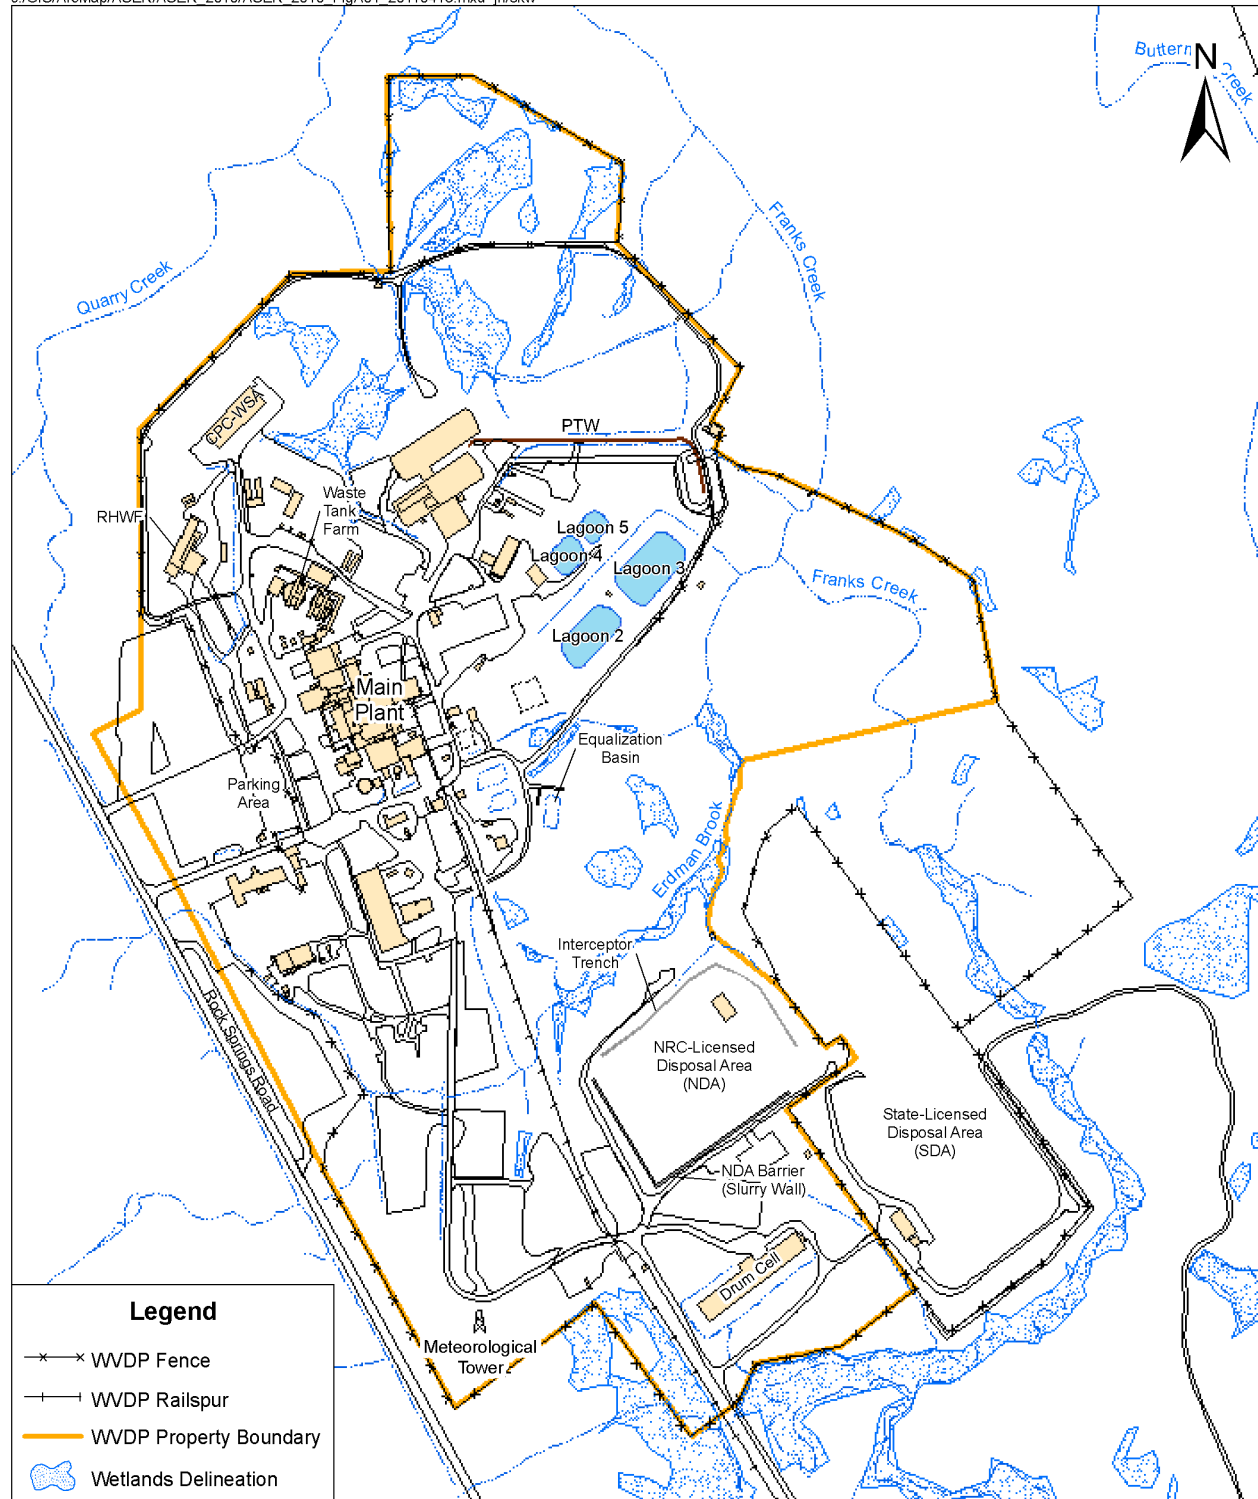 Buttern
Creek
N
Franks Creek
Quarry Creek
CPC-WSA
PTW
Waste
Tank
Farm
RHWF
Lagoon 5
Lagoon 4
Lagoon 3
Franks Creek
Lagoon 2
Main
Plant
Equalization
Basin
Parking
Area
Erdman Brook
Interceptor
Trench
Rock Springs Road
NRC-Licensed
Disposal Area
(NDA)
State-Licensed
Disposal Area
(SDA)
NDA Barrier
(Slurry Wall)
Drum Cell
Meteorological
Tower
Legend
WVDP Fence
WVDP Railspur
WVDP Property Boundary
Wetlands Delineation